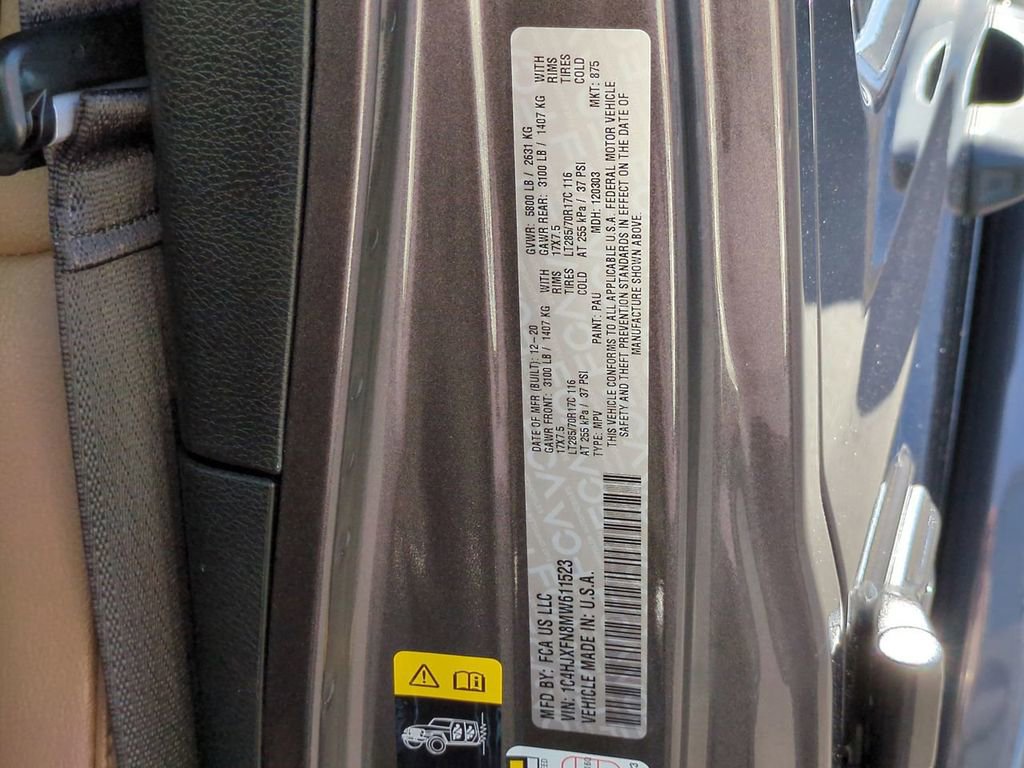 MFD BY: FCA US LLC
VIN: 1C4HJXFN8MW611523
VEHICLE MADE IN: U.S.A.
DATE OF MFR (BUILT): 12-20 GVWR: 5800 LB / 2631 KG
GAWR FRONT: 3100 LB / 1407 KG WITH GAWR REAR: 3100 LB / 1407 KG WITH
17X7.5 RIMS 17X7.5 RIMS
LT285/70R17C 116 TIRES LT285/70R17C 116 TIRES
AT 255 kPa / 37 PSI COLD AT 255 kPa / 37 PSI COLD
TYPE: MPV PAINT: PAU MDH: 120303 MKT: 875
THIS VEHICLE CONFORMS TO ALL APPLICABLE U.S.A. FEDERAL MOTOR VEHICLE
SAFETY AND THEFT PREVENTION STANDARDS IN EFFECT ON THE DATE OF
MANUFACTURE SHOWN ABOVE.